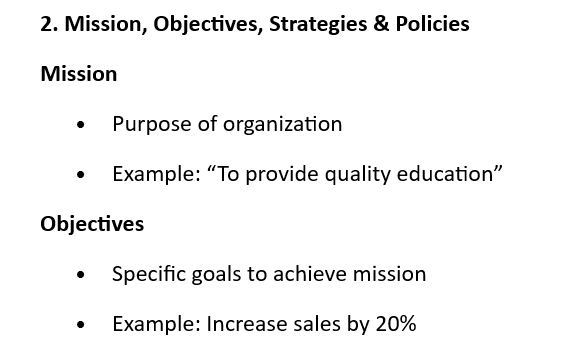 2. Mission, Objectives, Strategies & Policies
Mission
• Purpose of organization
• Example: “To provide quality education”
Objectives
• Specific goals to achieve mission
• Example: Increase sales by 20%